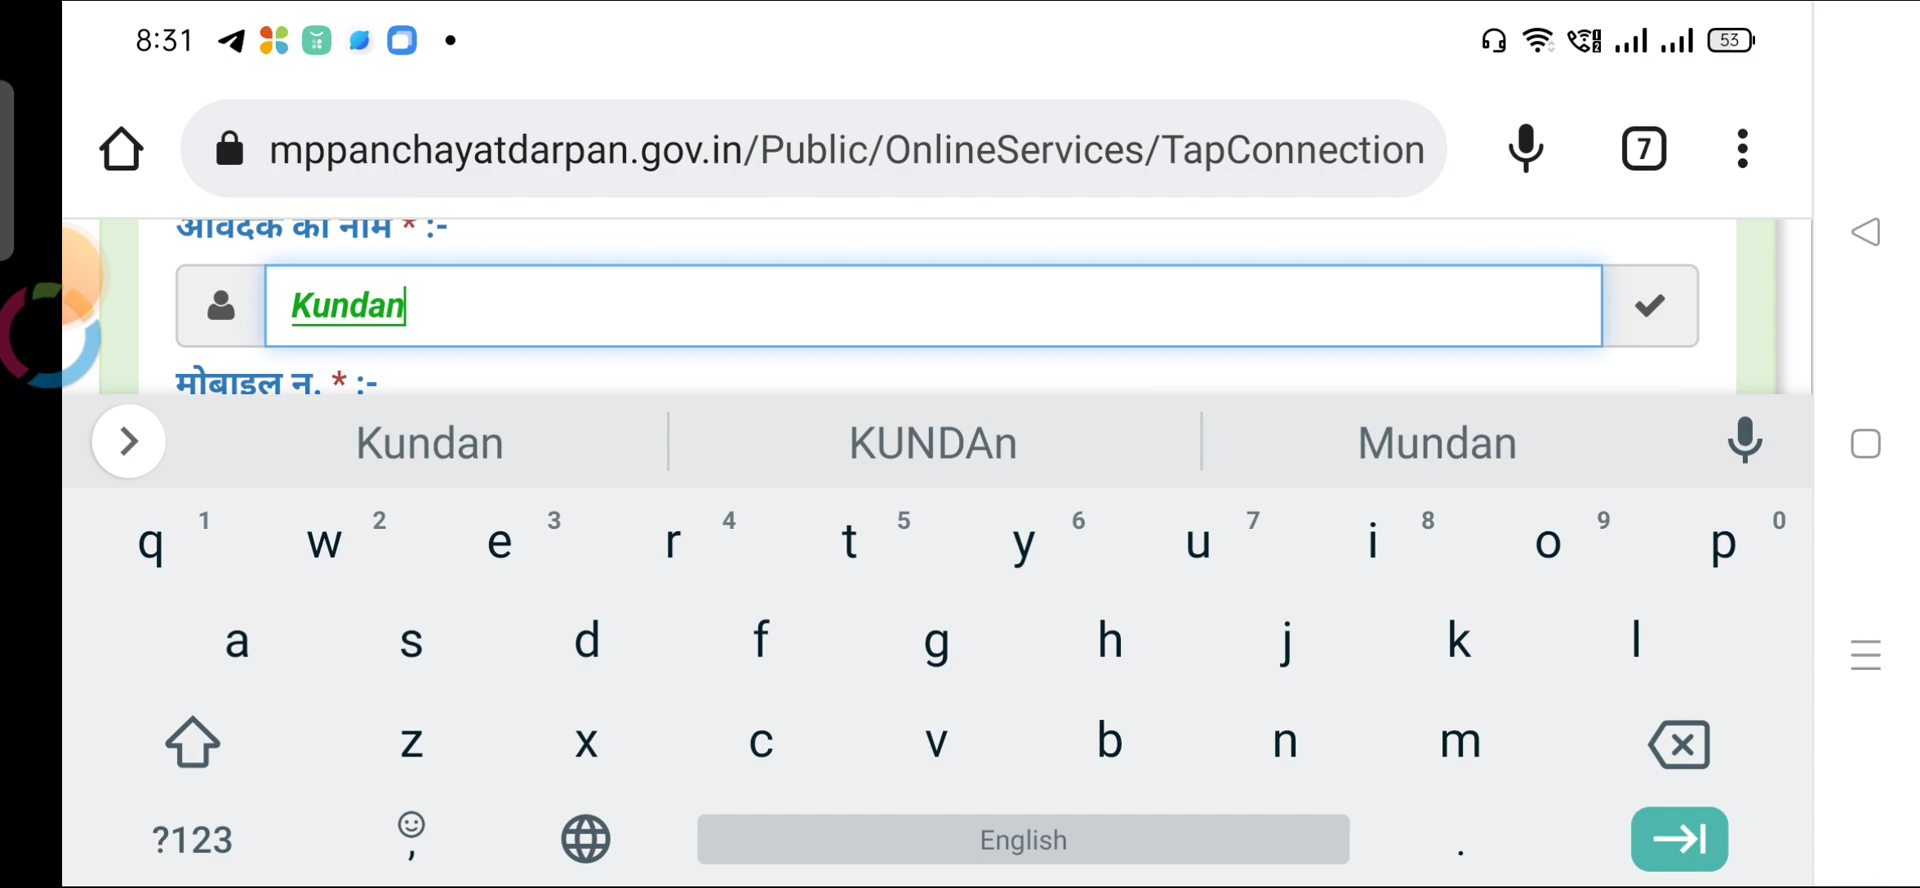 8:31 53
mppanchayatdarpan.gov.in/Public/OnlineServices/TapConnection 7
आवेदक का नाम * :-
Kundan
मोबाइल न. * :-
Kundan KUNDAn Mundan
q 1 w 2 e 3 r 4 t 5 y 6 u 7 i 8 o 9 p 0
a s d f g h j k l
z x c v b n m
?123 , English .